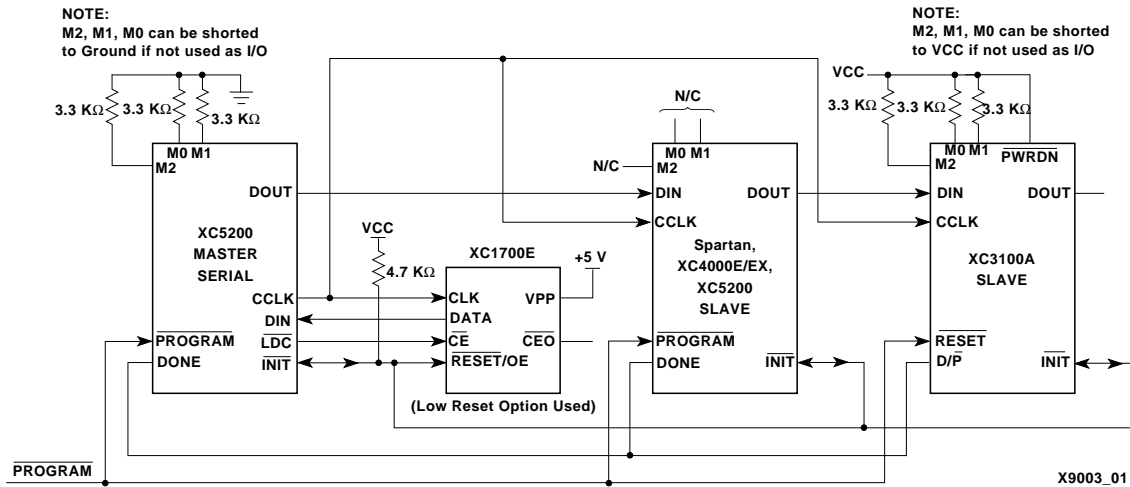 NOTE:
M2, M1, M0 can be shorted
to Ground if not used as I/O
NOTE:
M2, M1, M0 can be shorted
to VCC if not used as I/O
3.3 KΩ
3.3 KΩ
3.3 KΩ
M0 M1
M2
DOUT
XC5200
MASTER
SERIAL
CCLK
DIN
PROGRAM
LDC
DONE
INIT
VCC
4.7 KΩ
XC1700E
+5 V
CLK
VPP
DATA
CE
CEO
RESET/OE
(Low Reset Option Used)
N/C
N/C
M0 M1
M2
DIN
DOUT
CCLK
Spartan,
XC4000E/EX,
XC5200
SLAVE
PROGRAM
DONE
INIT
VCC
3.3 KΩ
3.3 KΩ
3.3 KΩ
M0 M1
PWRDN
M2
DIN
DOUT
CCLK
XC3100A
SLAVE
RESET
D/P
INIT
PROGRAM
X9003_01